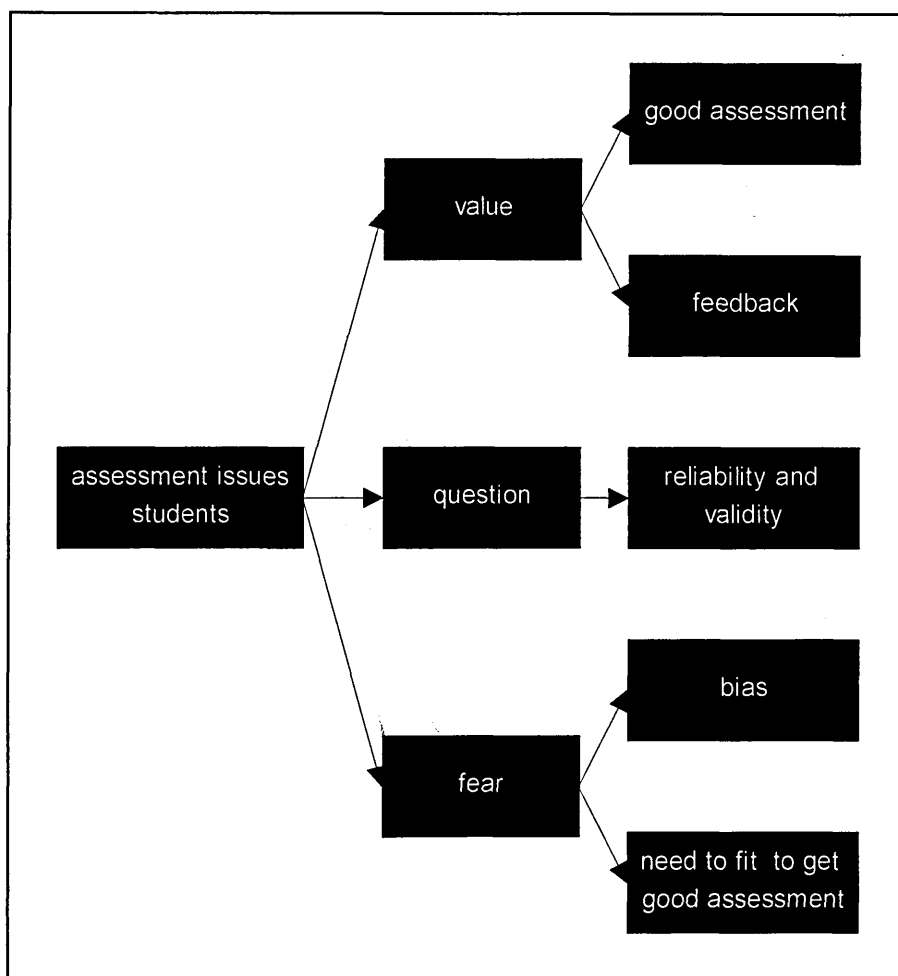 good assessment
value
feedback
assessment issues
students
question
reliability and
validity
bias
fear
need to fit to get
good assessment